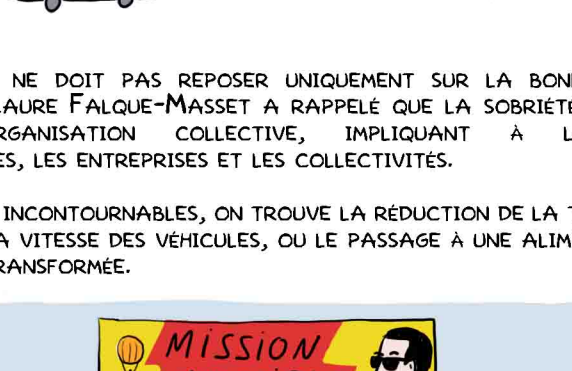 NE DOIT PAS REPOSER UNIQUEMENT SUR LA BON
LAURE FALQUE-MASSET A RAPPELÉ QUE LA SOBRIÉTÉ
RGANISATION COLLECTIVE, IMPLIQUANT À L
ES, LES ENTREPRISES ET LES COLLECTIVITÉS.
INCONTOURNABLES, ON TROUVE LA RÉDUCTION DE LA T
A VITESSE DES VÉHICULES, OU LE PASSAGE À UNE ALIM
RANSFORMÉE.
MISSION